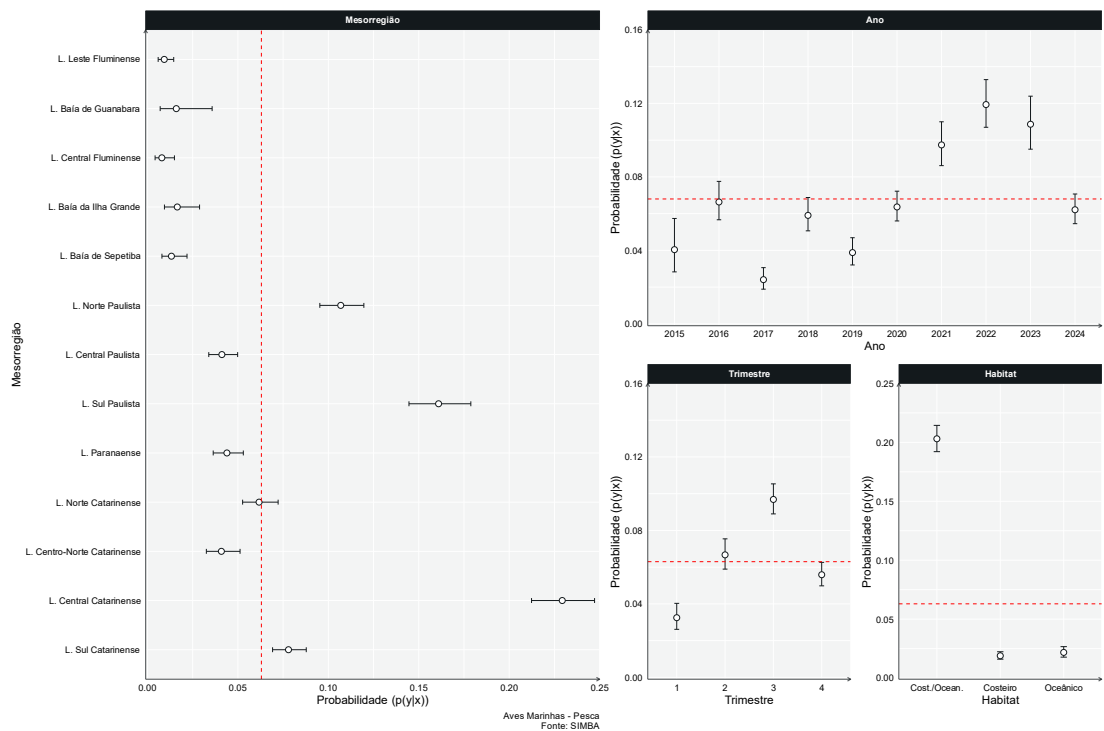 Mesorregião
Mesorregião
L. Leste Fluminense
L. Baía de Guanabara
L. Central Fluminense
L. Baía da Ilha Grande
L. Baía de Sepetiba
L. Norte Paulista
L. Central Paulista
L. Sul Paulista
L. Paranaense
L. Norte Catarinense
L. Centro-Norte Catarinense
L. Central Catarinense
L. Sul Catarinense
0.00 0.05 0.10 0.15 0.20 0.25
Probabilidade (p(y|x))
Ano
Probabilidade (p(y|x))
0.16
0.12
0.08
0.04
0.00
2015 2016 2017 2018 2019 2020 2021 2022 2023 2024
Ano
Trimestre
Probabilidade (p(y|x))
0.16
0.12
0.08
0.04
0.00
1 2 3 4
Trimestre
Habitat
Probabilidade (p(y|x))
0.25
0.20
0.15
0.10
0.05
0.00
Cost./Ocean. Costeiro Oceânico
Habitat
Aves Marinhas - Pesca
Fonte: SIMBA